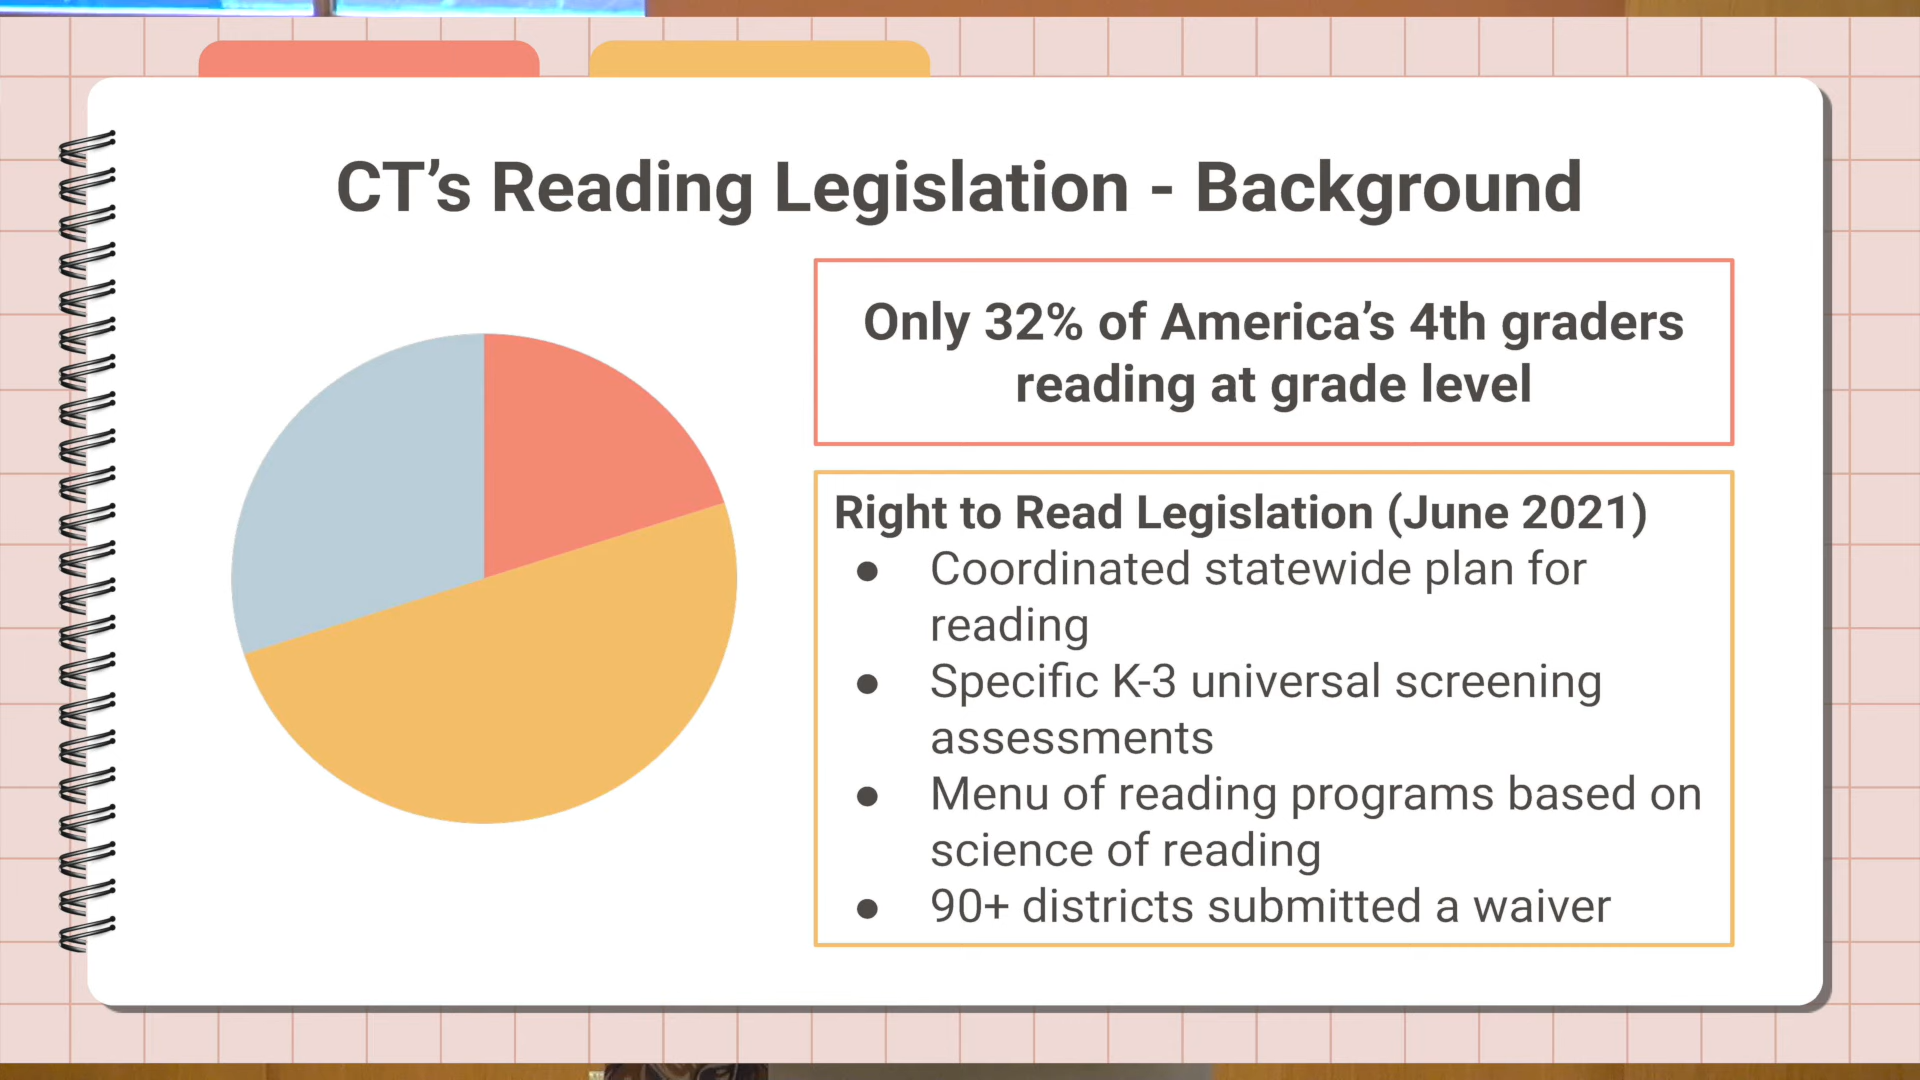 CT’s Reading Legislation - Background
Only 32% of America’s 4th graders
reading at grade level
Right to Read Legislation (June 2021)
● Coordinated statewide plan for
reading
● Specific K-3 universal screening
assessments
● Menu of reading programs based on
science of reading
● 90+ districts submitted a waiver